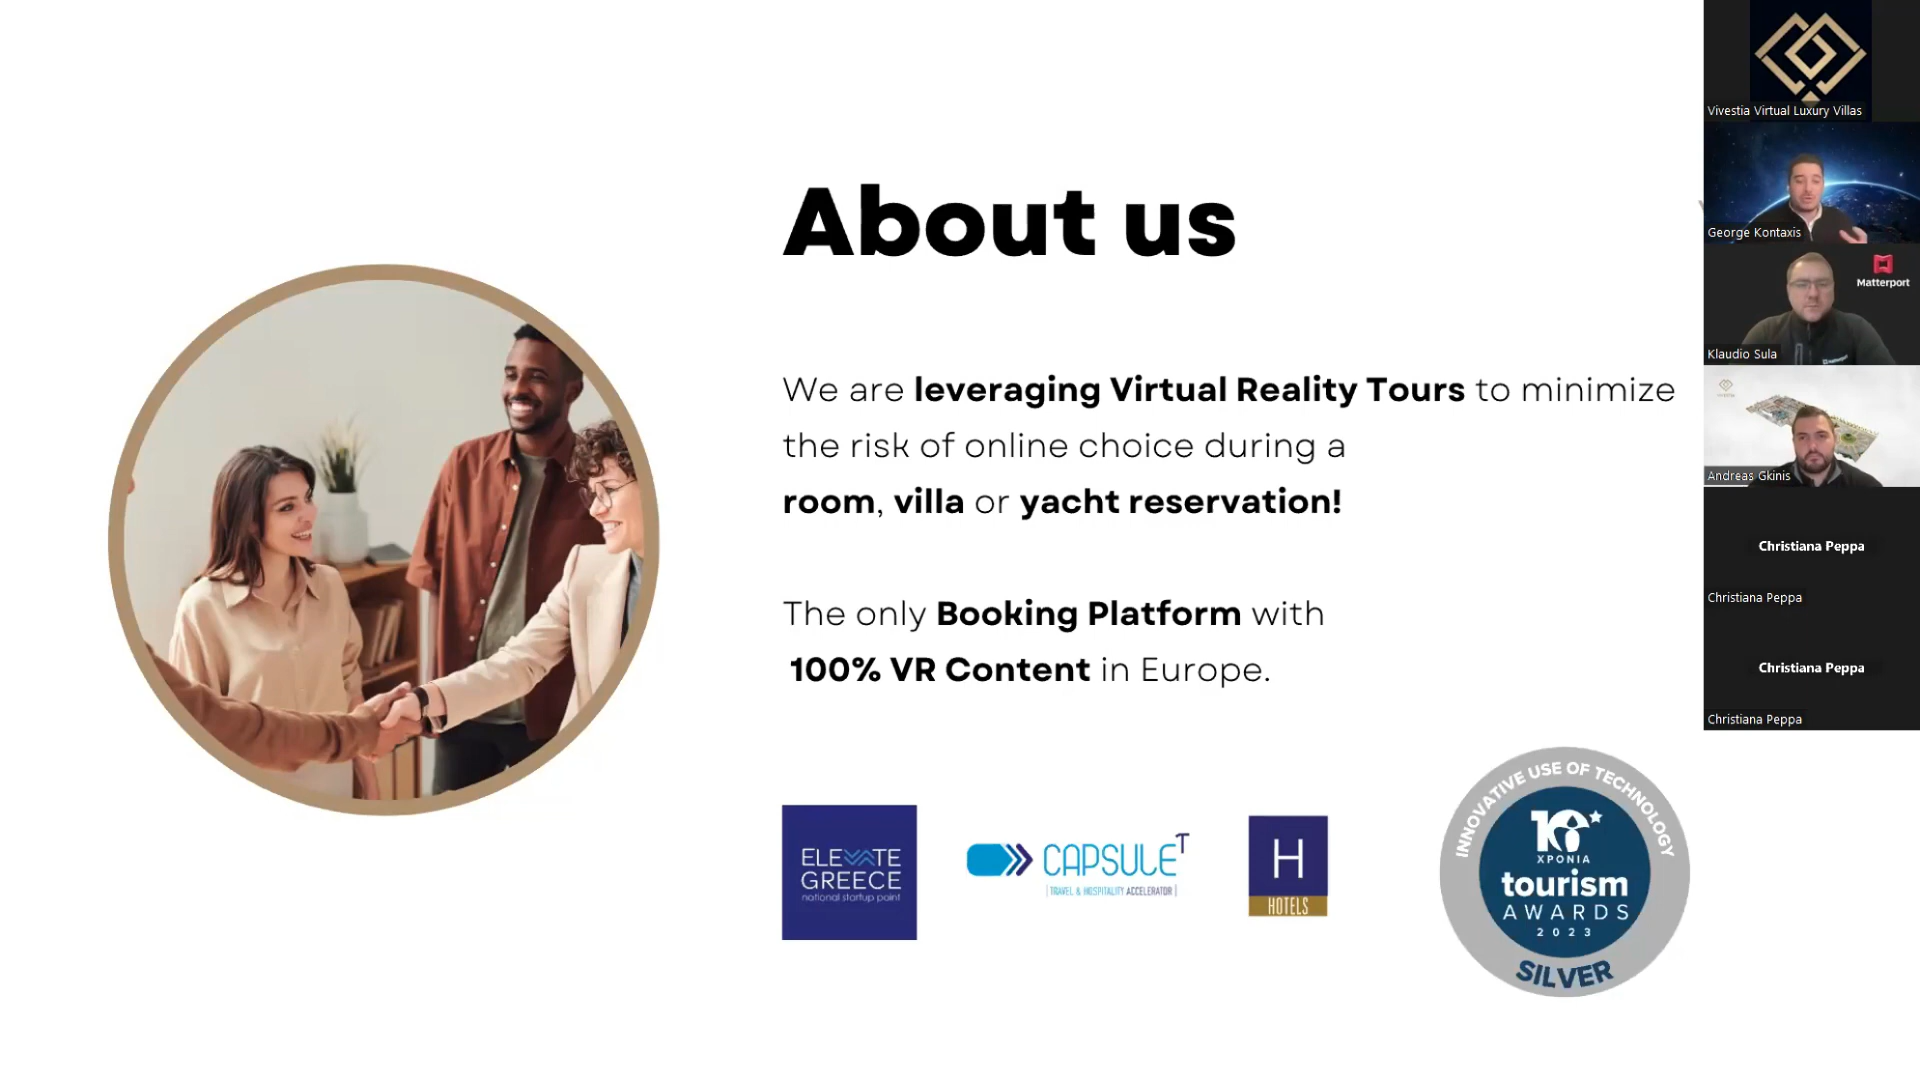 About us
We are leveraging Virtual Reality Tours to minimize
the risk of online choice during a
room, villa or yacht reservation!
The only Booking Platform with
100% VR Content in Europe.
ELEVATE
GREECE
national startup point
CAPSULE T
TRAVEL & HOSPITALITY ACCELERATOR
H
HOTELS
INNOVATIVE USE OF TECHNOLOGY
10
ΧΡΟΝΙΑ
tourism
AWARDS
2023
SILVER
Vivestia Virtual Luxury Villas
George Kontaxis
Matterport
Klaudio Sula
Andreas Gkinis
Christiana Peppa
Christiana Peppa
Christiana Peppa
Christiana Peppa